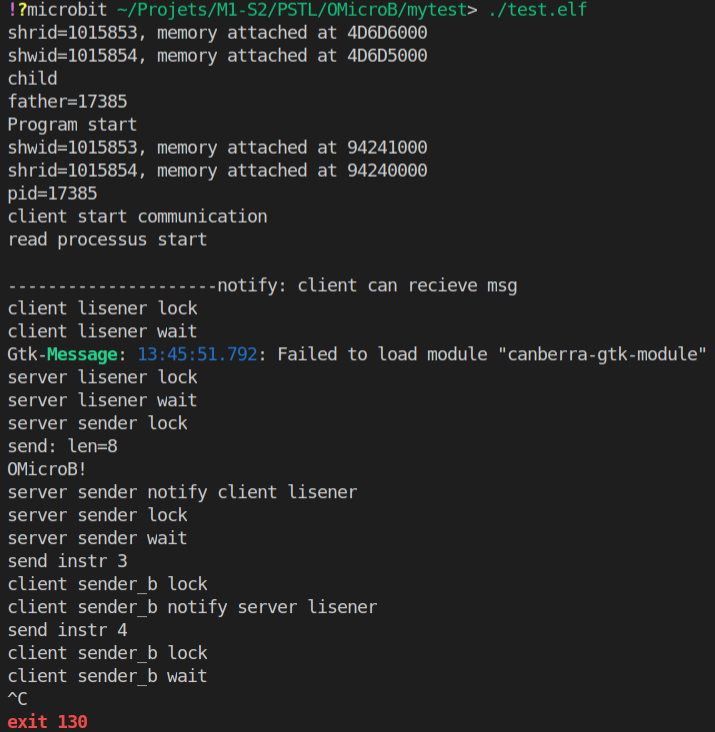 !?microbit ~/Projets/M1-S2/PSTL/OMicroB/mytest> ./test.elf
shrid=1015853, memory attached at 4D6D6000
shwid=1015854, memory attached at 4D6D5000
child
father=17385
Program start
shwid=1015853, memory attached at 94241000
shrid=1015854, memory attached at 94240000
pid=17385
client start communication
read processus start
---------------------notify: client can recieve msg
client lisener lock
client lisener wait
Gtk-Message: 13:45:51.792: Failed to load module "canberra-gtk-module"
server lisener lock
server lisener wait
server sender lock
send: len=8
OMicroB!
server sender notify client lisener
server sender lock
server sender wait
send instr 3
client sender_b lock
client sender_b notify server lisener
send instr 4
client sender_b lock
client sender_b wait
^C
exit 130